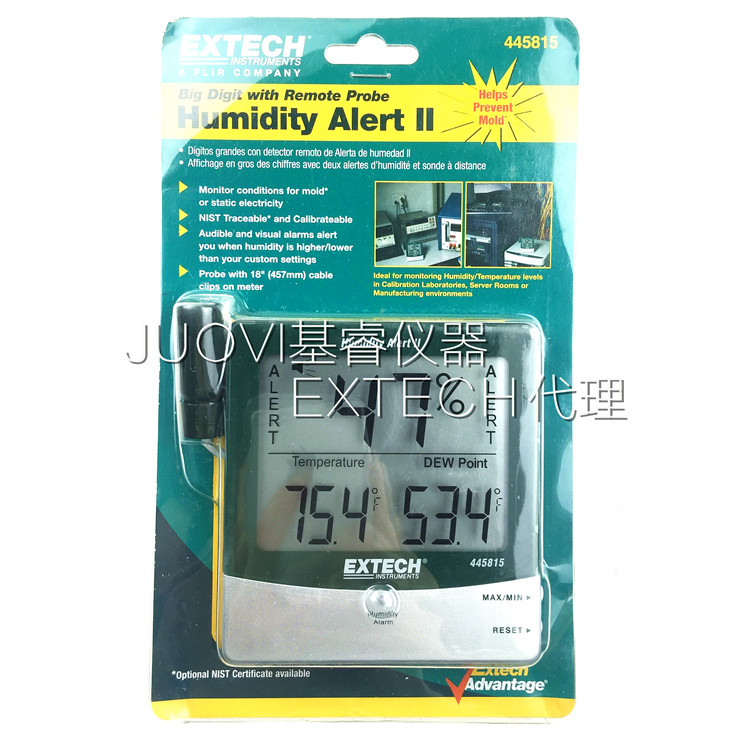 EXTECH®
INSTRUMENTS
A FLIR COMPANY
445815
Big Digit with Remote Probe
Humidity Alert II
Helps
Prevent
Mold*
• Dígitos grandes con detector remoto de Alerta de humedad II
• Affichage en gros des chiffres avec deux alertes d'humidité et sonde à distance
Monitor conditions for mold*
or static electricity
NIST Traceable* and Calibrateable
Audible and visual alarms alert
you when humidity is higher/lower
than your custom settings
Probe with 18" (457mm) cable
clips on meter
Ideal for monitoring Humidity/Temperature levels
in Calibration Laboratories, Server Rooms or
Manufacturing environments
Humidity Alert II
JUOVI基睿仪器
EXTECH代理
ALERT
47%
ALERT
Temperature
DEW Point
75.4°F
53.4°F
EXTECH®
INSTRUMENTS
445815
MAX/MIN ▶
Humidity
Alarm
RESET ▶
*Optional NIST Certificate available
Extech
Advantage®